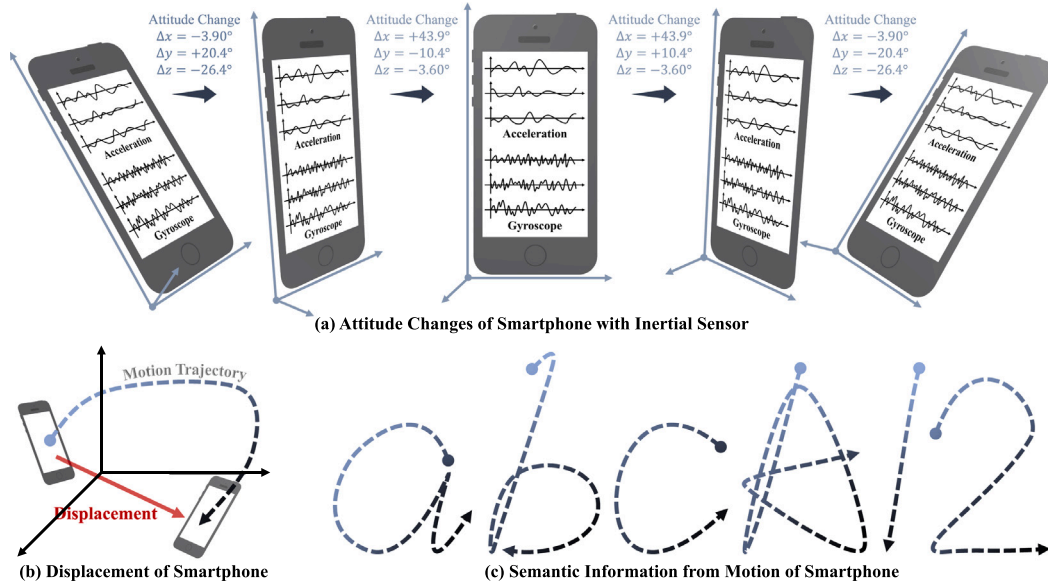 Attitude Change
Δx = −3.90°
Δy = +20.4°
Δz = −26.4°
Attitude Change
Δx = +43.9°
Δy = −10.4°
Δz = −3.60°
Attitude Change
Δx = +43.9°
Δy = +10.4°
Δz = −3.60°
Attitude Change
Δx = −3.90°
Δy = −20.4°
Δz = −26.4°
Acceleration
Gyroscope
Acceleration
Gyroscope
Acceleration
Gyroscope
Acceleration
Gyroscope
Acceleration
Gyroscope
(a) Attitude Changes of Smartphone with Inertial Sensor
Motion Trajectory
Displacement
(b) Displacement of Smartphone
a b c A 1 2
(c) Semantic Information from Motion of Smartphone